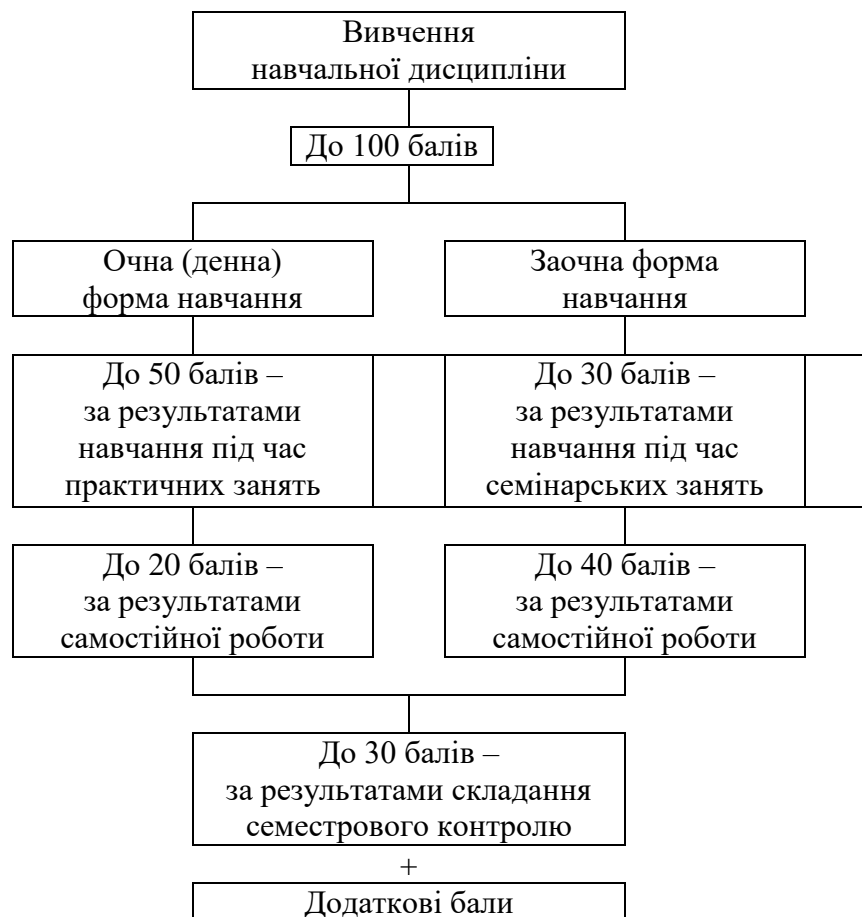 Вивчення
навчальної дисципліни
До 100 балів
Очна (денна)
форма навчання
Заочна форма
навчання
До 50 балів –
за результатами
навчання під час
практичних занять
До 30 балів –
за результатами
навчання під час
семінарських занять
До 20 балів –
за результатами
самостійної роботи
До 40 балів –
за результатами
самостійної роботи
До 30 балів –
за результатами складання
семестрового контролю
+
Додаткові бали